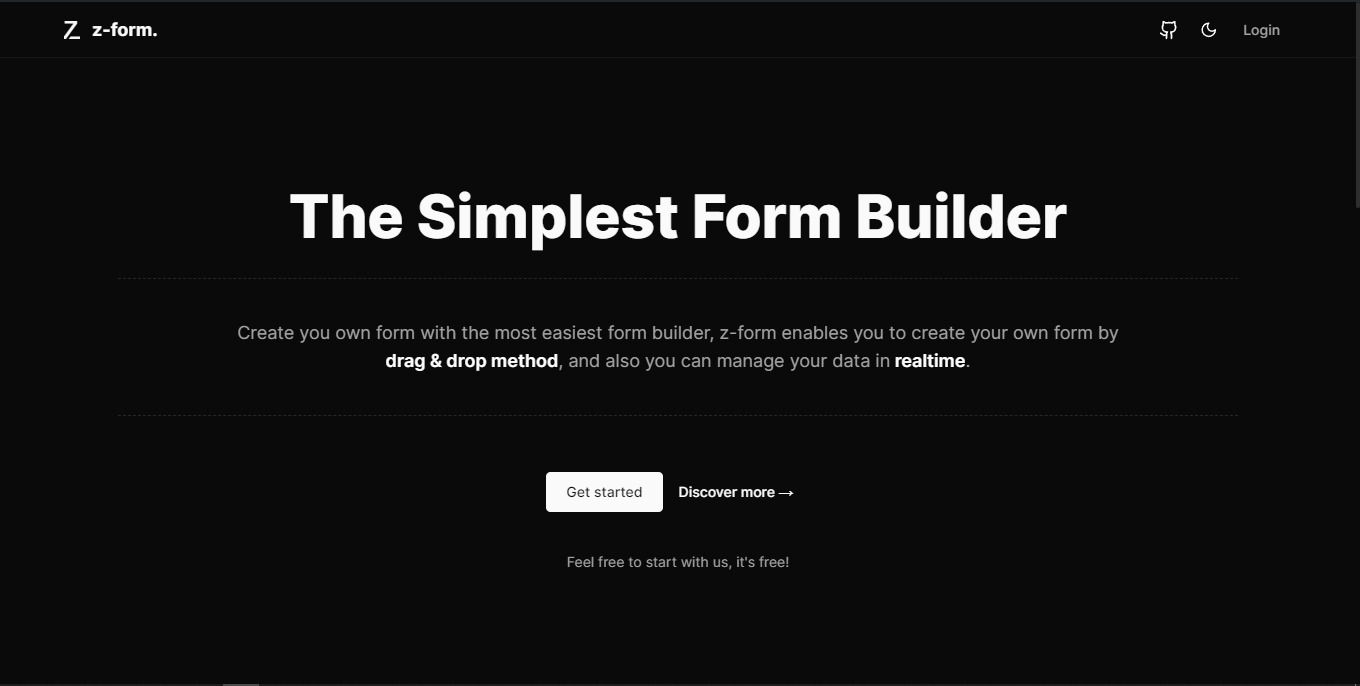 z-form.
Login
The Simplest Form Builder
Create you own form with the most easiest form builder, z-form enables you to create your own form by
drag & drop method, and also you can manage your data in realtime.
Get started
Discover more →
Feel free to start with us, it's free!